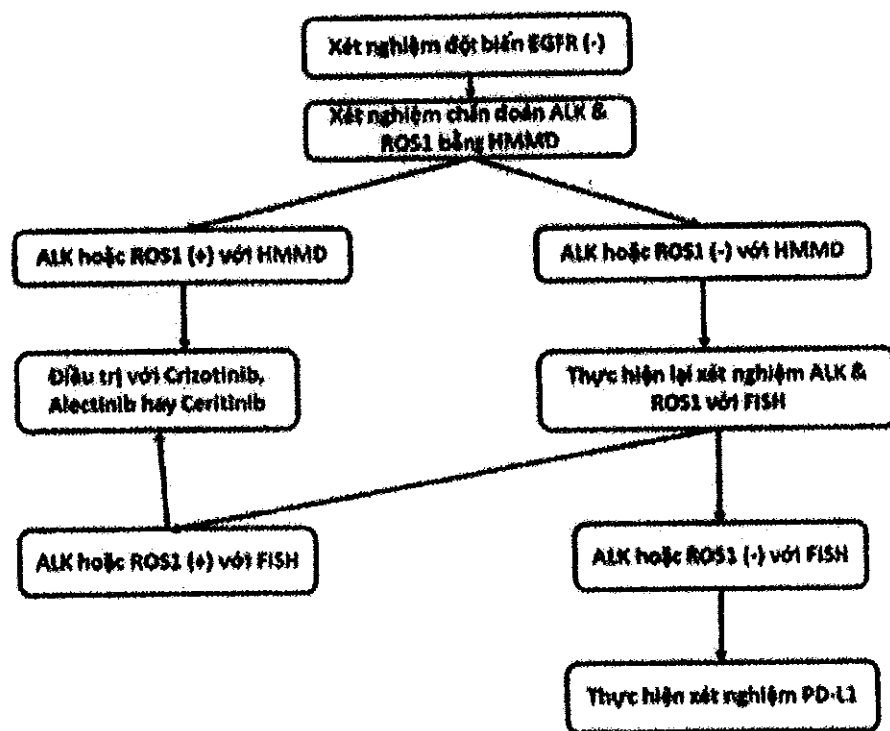 Xét nghiệm đột biến EGFR (-)
Xét nghiệm chẩn đoán ALK &
ROS1 bằng HMMD
ALK hoặc ROS1 (+) với HMMD
ALK hoặc ROS1 (-) với HMMD
Điều trị với Crizotinib,
Alectinib hay Ceritinib
Thực hiện lại xét nghiệm ALK &
ROS1 với FISH
ALK hoặc ROS1 (+) với FISH
ALK hoặc ROS1 (-) với FISH
Thực hiện xét nghiệm PD-L1